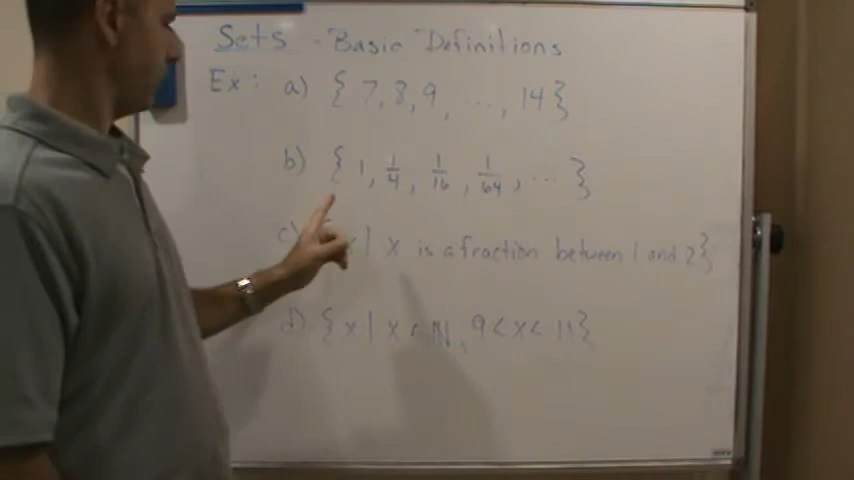 Sets - Basic Definitions
Ex: a) { 7, 8, 9, ..., 14 }
b) { 1, 1/4, 1/16, 1/64, ... }
c) x | x is a fraction between 1 and 2 }
d) { x | x ∈ ℕ, 9 < x < 11 }